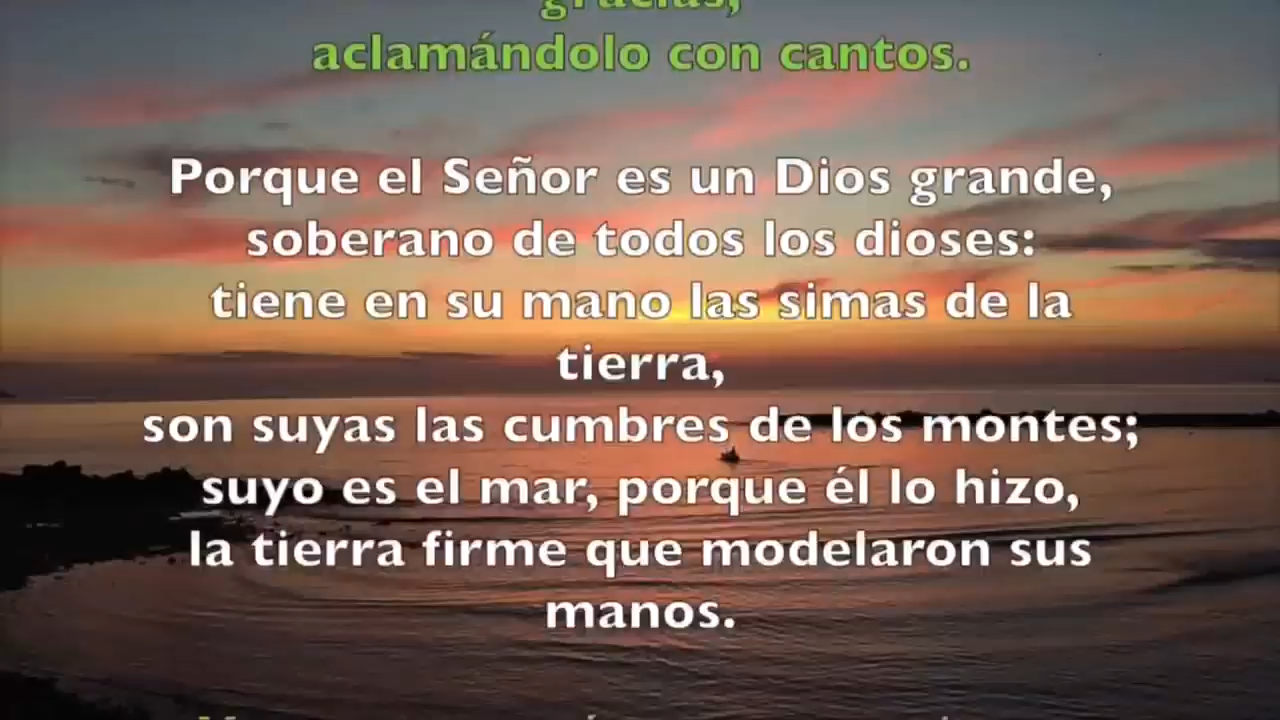 gracias,
aclamándolo con cantos.
Porque el Señor es un Dios grande,
soberano de todos los dioses:
tiene en su mano las simas de la
tierra,
son suyas las cumbres de los montes;
suyo es el mar, porque él lo hizo,
la tierra firme que modelaron sus
manos.